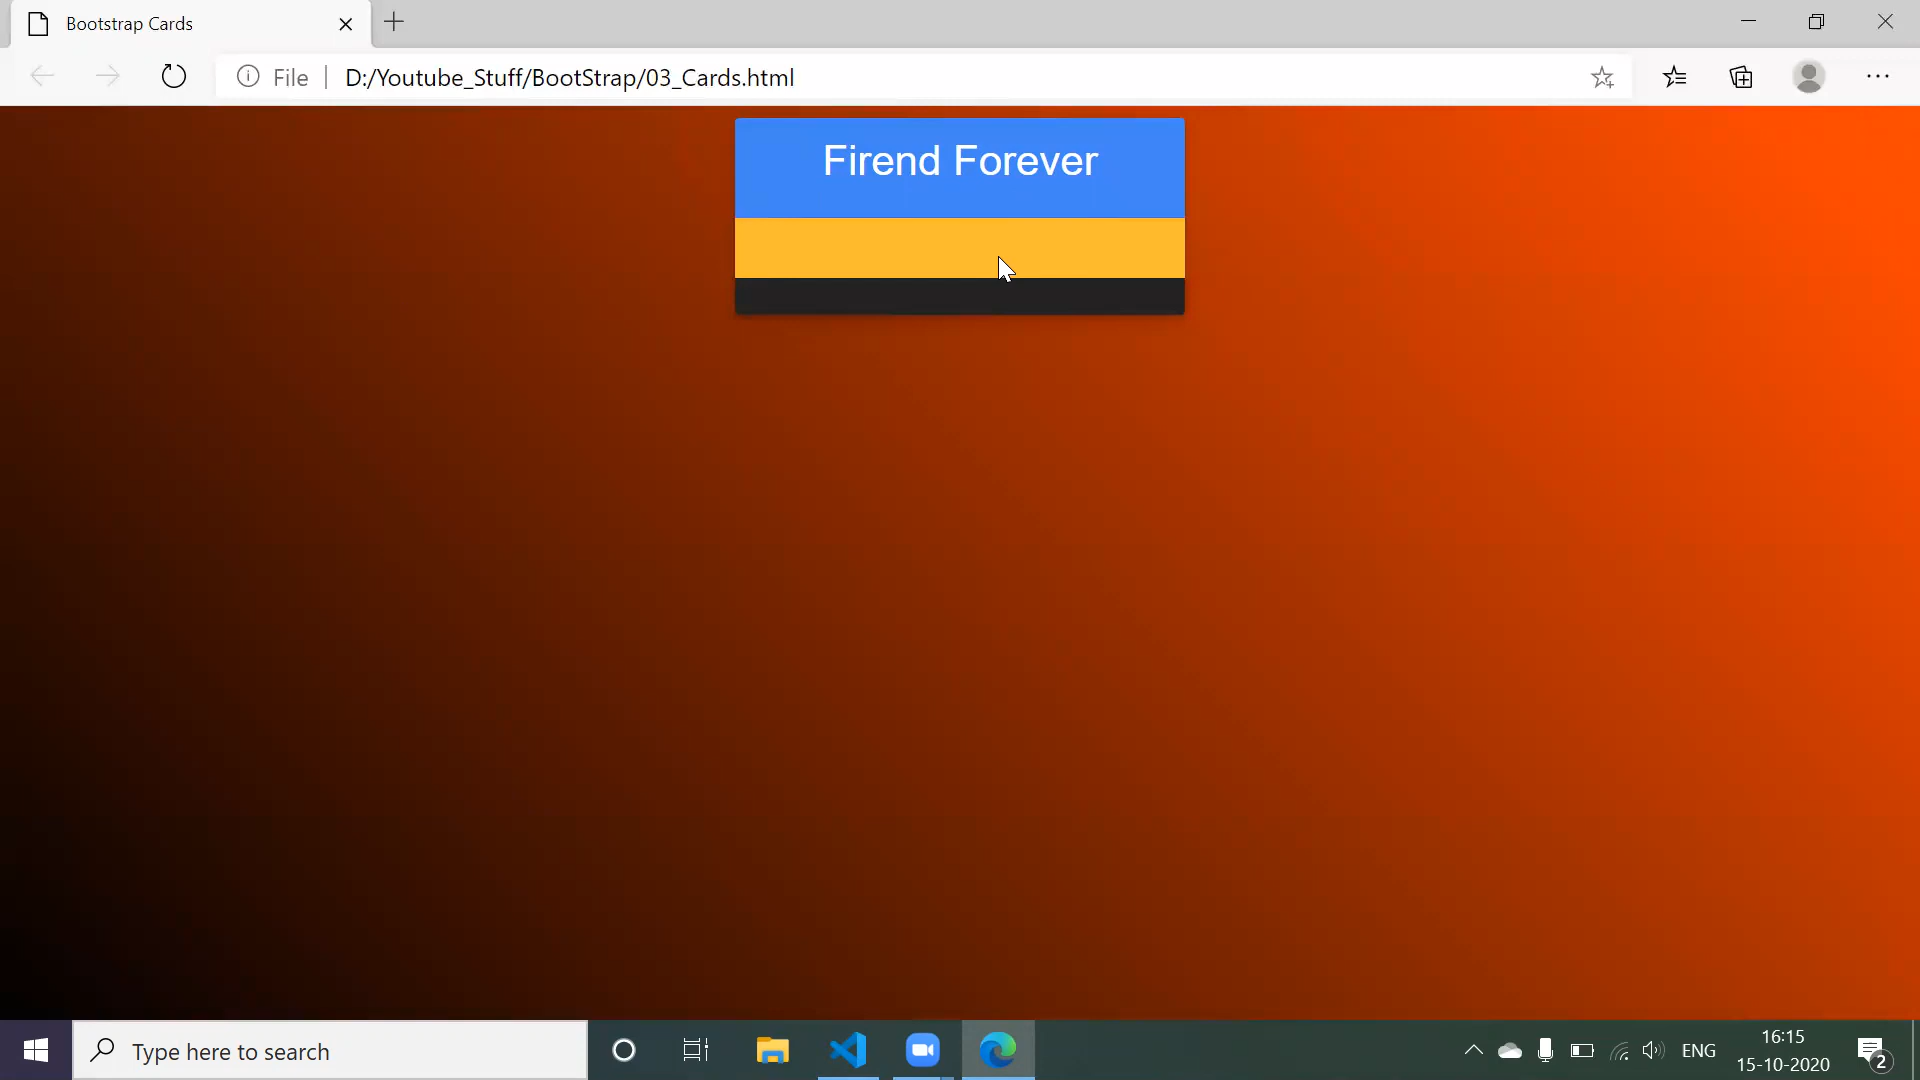 Bootstrap Cards
File
D:/Youtube_Stuff/BootStrap/03_Cards.html
Firend Forever
Type here to search
ENG
16:15
15-10-2020
2